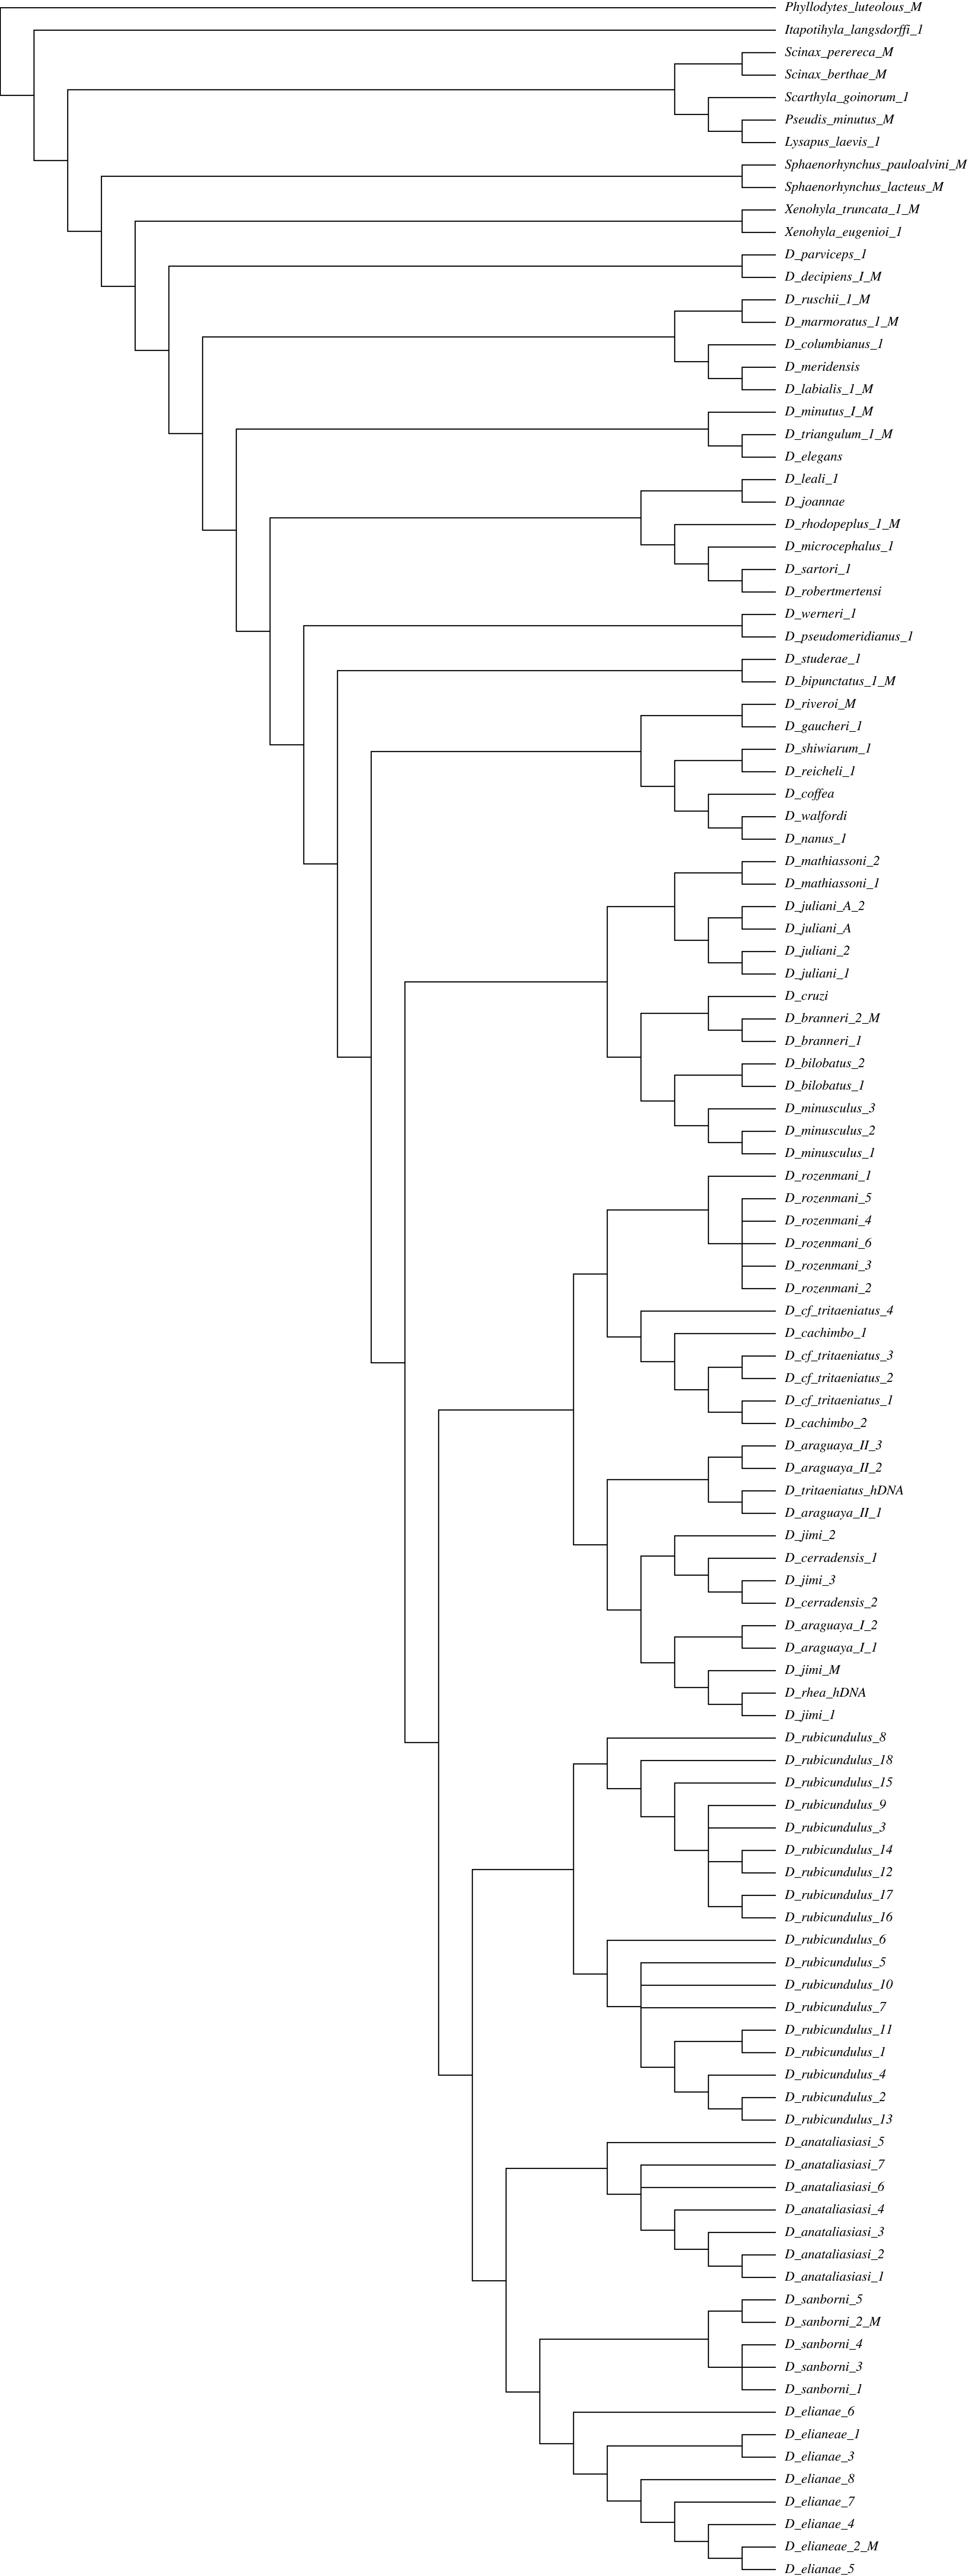 Phyllodytes_luteolous_M
Itapotihyla_langsdorffi_1
Scinax_perereca_M
Scinax_berthae_M
Scarthyla_goinorum_1
Pseudis_minutus_M
Lysapus_laevis_1
Sphaenorhynchus_pauloalvini_M
Sphaenorhynchus_lacteus_M
Xenohyla_truncata_1_M
Xenohyla_eugenioi_1
D_parviceps_1
D_decipiens_I_M
D_ruschii_1_M
D_marmoratus_1_M
D_columbianus_1
D_meridensis
D_labialis_1_M
D_minutus_I_M
D_triangulum_1_M
D_elegans
D_leali_1
D_joannae
D_rhodopeplus_1_M
D_microcephalus_1
D_sartori_1
D_robertmertensi
D_werneri_1
D_pseudomeridianus_1
D_studerae_1
D_bipunctatus_1_M
D_riveroi_M
D_gaucheri_1
D_shiwiarum_1
D_reicheli_1
D_coffea
D_walfordi
D_nanus_1
D_mathiassoni_2
D_mathiassoni_1
D_juliani_A_2
D_juliani_A
D_juliani_2
D_juliani_1
D_cruzi
D_branneri_2_M
D_branneri_1
D_bilobatus_2
D_bilobatus_1
D_minusculus_3
D_minusculus_2
D_minusculus_1
D_rozenmani_1
D_rozenmani_5
D_rozenmani_4
D_rozenmani_6
D_rozenmani_3
D_rozenmani_2
D_cf_tritaeniatus_4
D_cachimbo_1
D_cf_tritaeniatus_3
D_cf_tritaeniatus_2
D_cf_tritaeniatus_1
D_cachimbo_2
D_araguaya_II_3
D_araguaya_II_2
D_tritaeniatus_hDNA
D_araguaya_II_1
D_jimi_2
D_cerradensis_1
D_jimi_3
D_cerradensis_2
D_araguaya_I_2
D_araguaya_I_1
D_jimi_M
D_rhea_hDNA
D_jimi_1
D_rubicundulus_8
D_rubicundulus_18
D_rubicundulus_15
D_rubicundulus_9
D_rubicundulus_3
D_rubicundulus_14
D_rubicundulus_12
D_rubicundulus_17
D_rubicundulus_16
D_rubicundulus_6
D_rubicundulus_5
D_rubicundulus_10
D_rubicundulus_7
D_rubicundulus_11
D_rubicundulus_1
D_rubicundulus_4
D_rubicundulus_2
D_rubicundulus_13
D_anataliasiasi_5
D_anataliasiasi_7
D_anataliasiasi_6
D_anataliasiasi_4
D_anataliasiasi_3
D_anataliasiasi_2
D_anataliasiasi_1
D_sanborni_5
D_sanborni_2_M
D_sanborni_4
D_sanborni_3
D_sanborni_1
D_elianae_6
D_elianeae_1
D_elianae_3
D_elianae_8
D_elianae_7
D_elianae_4
D_elianeae_2_M
D_elianae_5